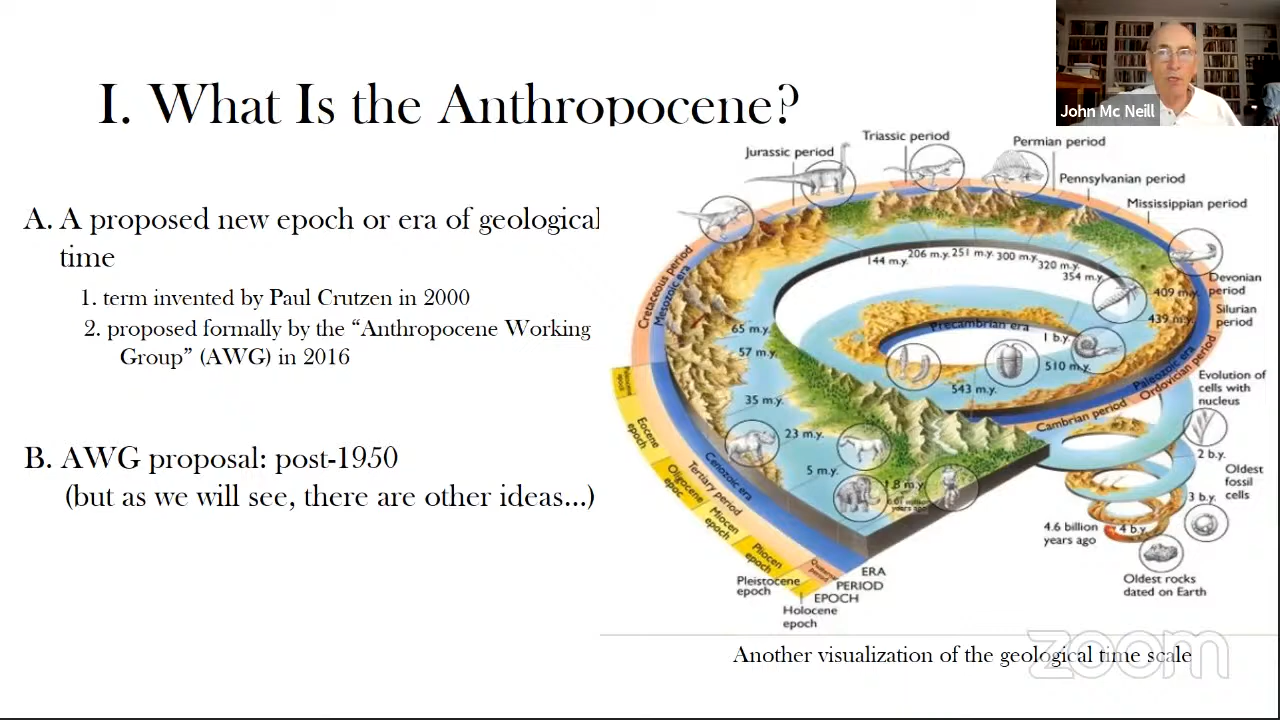 I. What Is the Anthropocene?
John Mc Neill
A. A proposed new epoch or era of geological
time
1. term invented by Paul Crutzen in 2000
2. proposed formally by the “Anthropocene Working
Group” (AWG) in 2016
B. AWG proposal: post-1950
(but as we will see, there are other ideas...)
Triassic period
Jurassic period
Permian period
Pennsylvanian period
Mississippian period
Devonian
period
Silurian
period
Ordovician period
Paleozoic era
Cambrian period
Cretaceous period
Mesozoic era
144 m.y.
206 m.y.
251 m.y.
300 m.y.
320 m.y.
354 m.y.
409 m.y.
439 m.y.
Precambrian era
1 b.y.
510 m.y.
543 m.y.
65 m.y.
57 m.y.
35 m.y.
23 m.y.
5 m.y.
1.8 m.y.
Evolution of
cells with
nucleus
2 b.y.
Oldest
fossil
cells
3 b.y.
4 b.y.
4.6 billion
years ago
Oldest rocks
dated on Earth
Eocene
epoch
Oligocene
epoc
Miocen
epoch
Pliocen
epoch
Cenozoic era
Tertiary period
Pleistocene
epoch
Holocene
epoch
ERA
PERIOD
EPOCH
Another visualization of the geological time scale
zoom